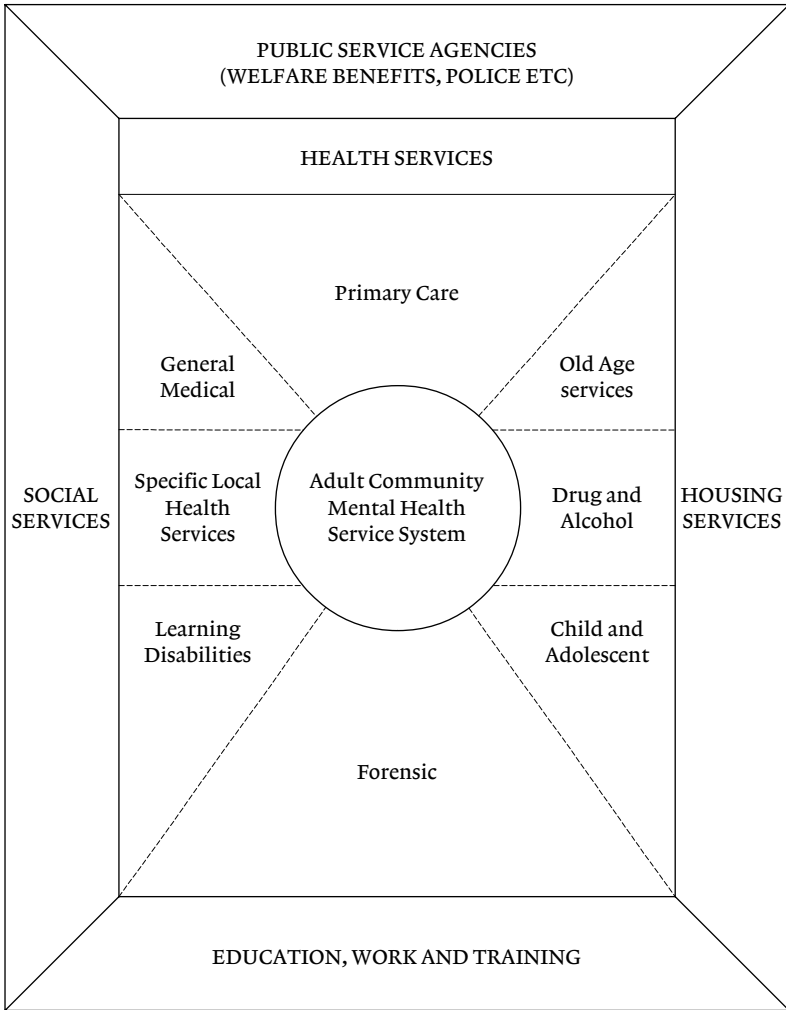 PUBLIC SERVICE AGENCIES
(WELFARE BENEFITS, POLICE ETC)
HEALTH SERVICES
Primary Care
General
Medical
Old Age
services
SOCIAL
SERVICES
Specific Local
Health
Services
Adult Community
Mental Health
Service System
Drug and
Alcohol
HOUSING
SERVICES
Learning
Disabilities
Child and
Adolescent
Forensic
EDUCATION, WORK AND TRAINING